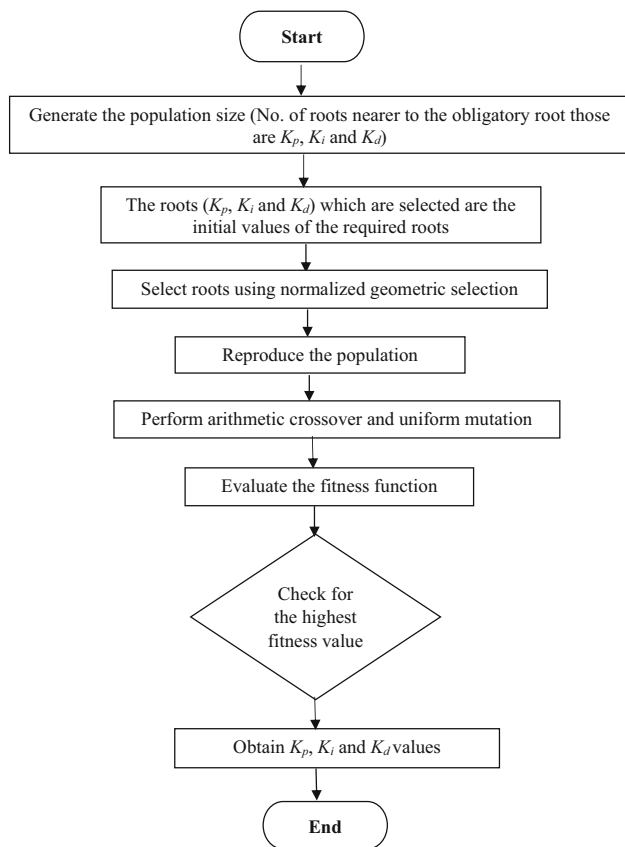 Start
Generate the population size (No. of roots nearer to the obligatory root those
are Kp, Ki and Kd)
The roots (Kp, Ki and Kd) which are selected are the
initial values of the required roots
Select roots using normalized geometric selection
Reproduce the population
Perform arithmetic crossover and uniform mutation
Evaluate the fitness function
Check for
the highest
fitness value
Obtain Kp, Ki and Kd values
End